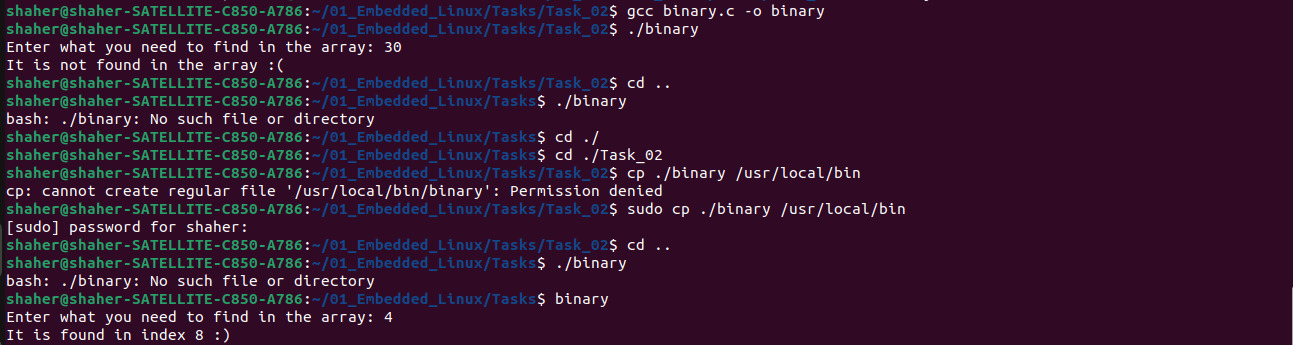 shaher@shaher-SATELLITE-C850-A786:~/01_Embedded_Linux/Tasks/Task_02$ gcc binary.c -o binary
shaher@shaher-SATELLITE-C850-A786:~/01_Embedded_Linux/Tasks/Task_02$ ./binary
Enter what you need to find in the array: 30
It is not found in the array :(
shaher@shaher-SATELLITE-C850-A786:~/01_Embedded_Linux/Tasks/Task_02$ cd ..
shaher@shaher-SATELLITE-C850-A786:~/01_Embedded_Linux/Tasks$ ./binary
bash: ./binary: No such file or directory
shaher@shaher-SATELLITE-C850-A786:~/01_Embedded_Linux/Tasks$ cd ./
shaher@shaher-SATELLITE-C850-A786:~/01_Embedded_Linux/Tasks$ cd ./Task_02
shaher@shaher-SATELLITE-C850-A786:~/01_Embedded_Linux/Tasks/Task_02$ cp ./binary /usr/local/bin
cp: cannot create regular file '/usr/local/bin/binary': Permission denied
shaher@shaher-SATELLITE-C850-A786:~/01_Embedded_Linux/Tasks/Task_02$ sudo cp ./binary /usr/local/bin
[sudo] password for shaher:
shaher@shaher-SATELLITE-C850-A786:~/01_Embedded_Linux/Tasks/Task_02$ cd ..
shaher@shaher-SATELLITE-C850-A786:~/01_Embedded_Linux/Tasks$ ./binary
bash: ./binary: No such file or directory
shaher@shaher-SATELLITE-C850-A786:~/01_Embedded_Linux/Tasks$ binary
Enter what you need to find in the array: 4
It is found in index 8 :)